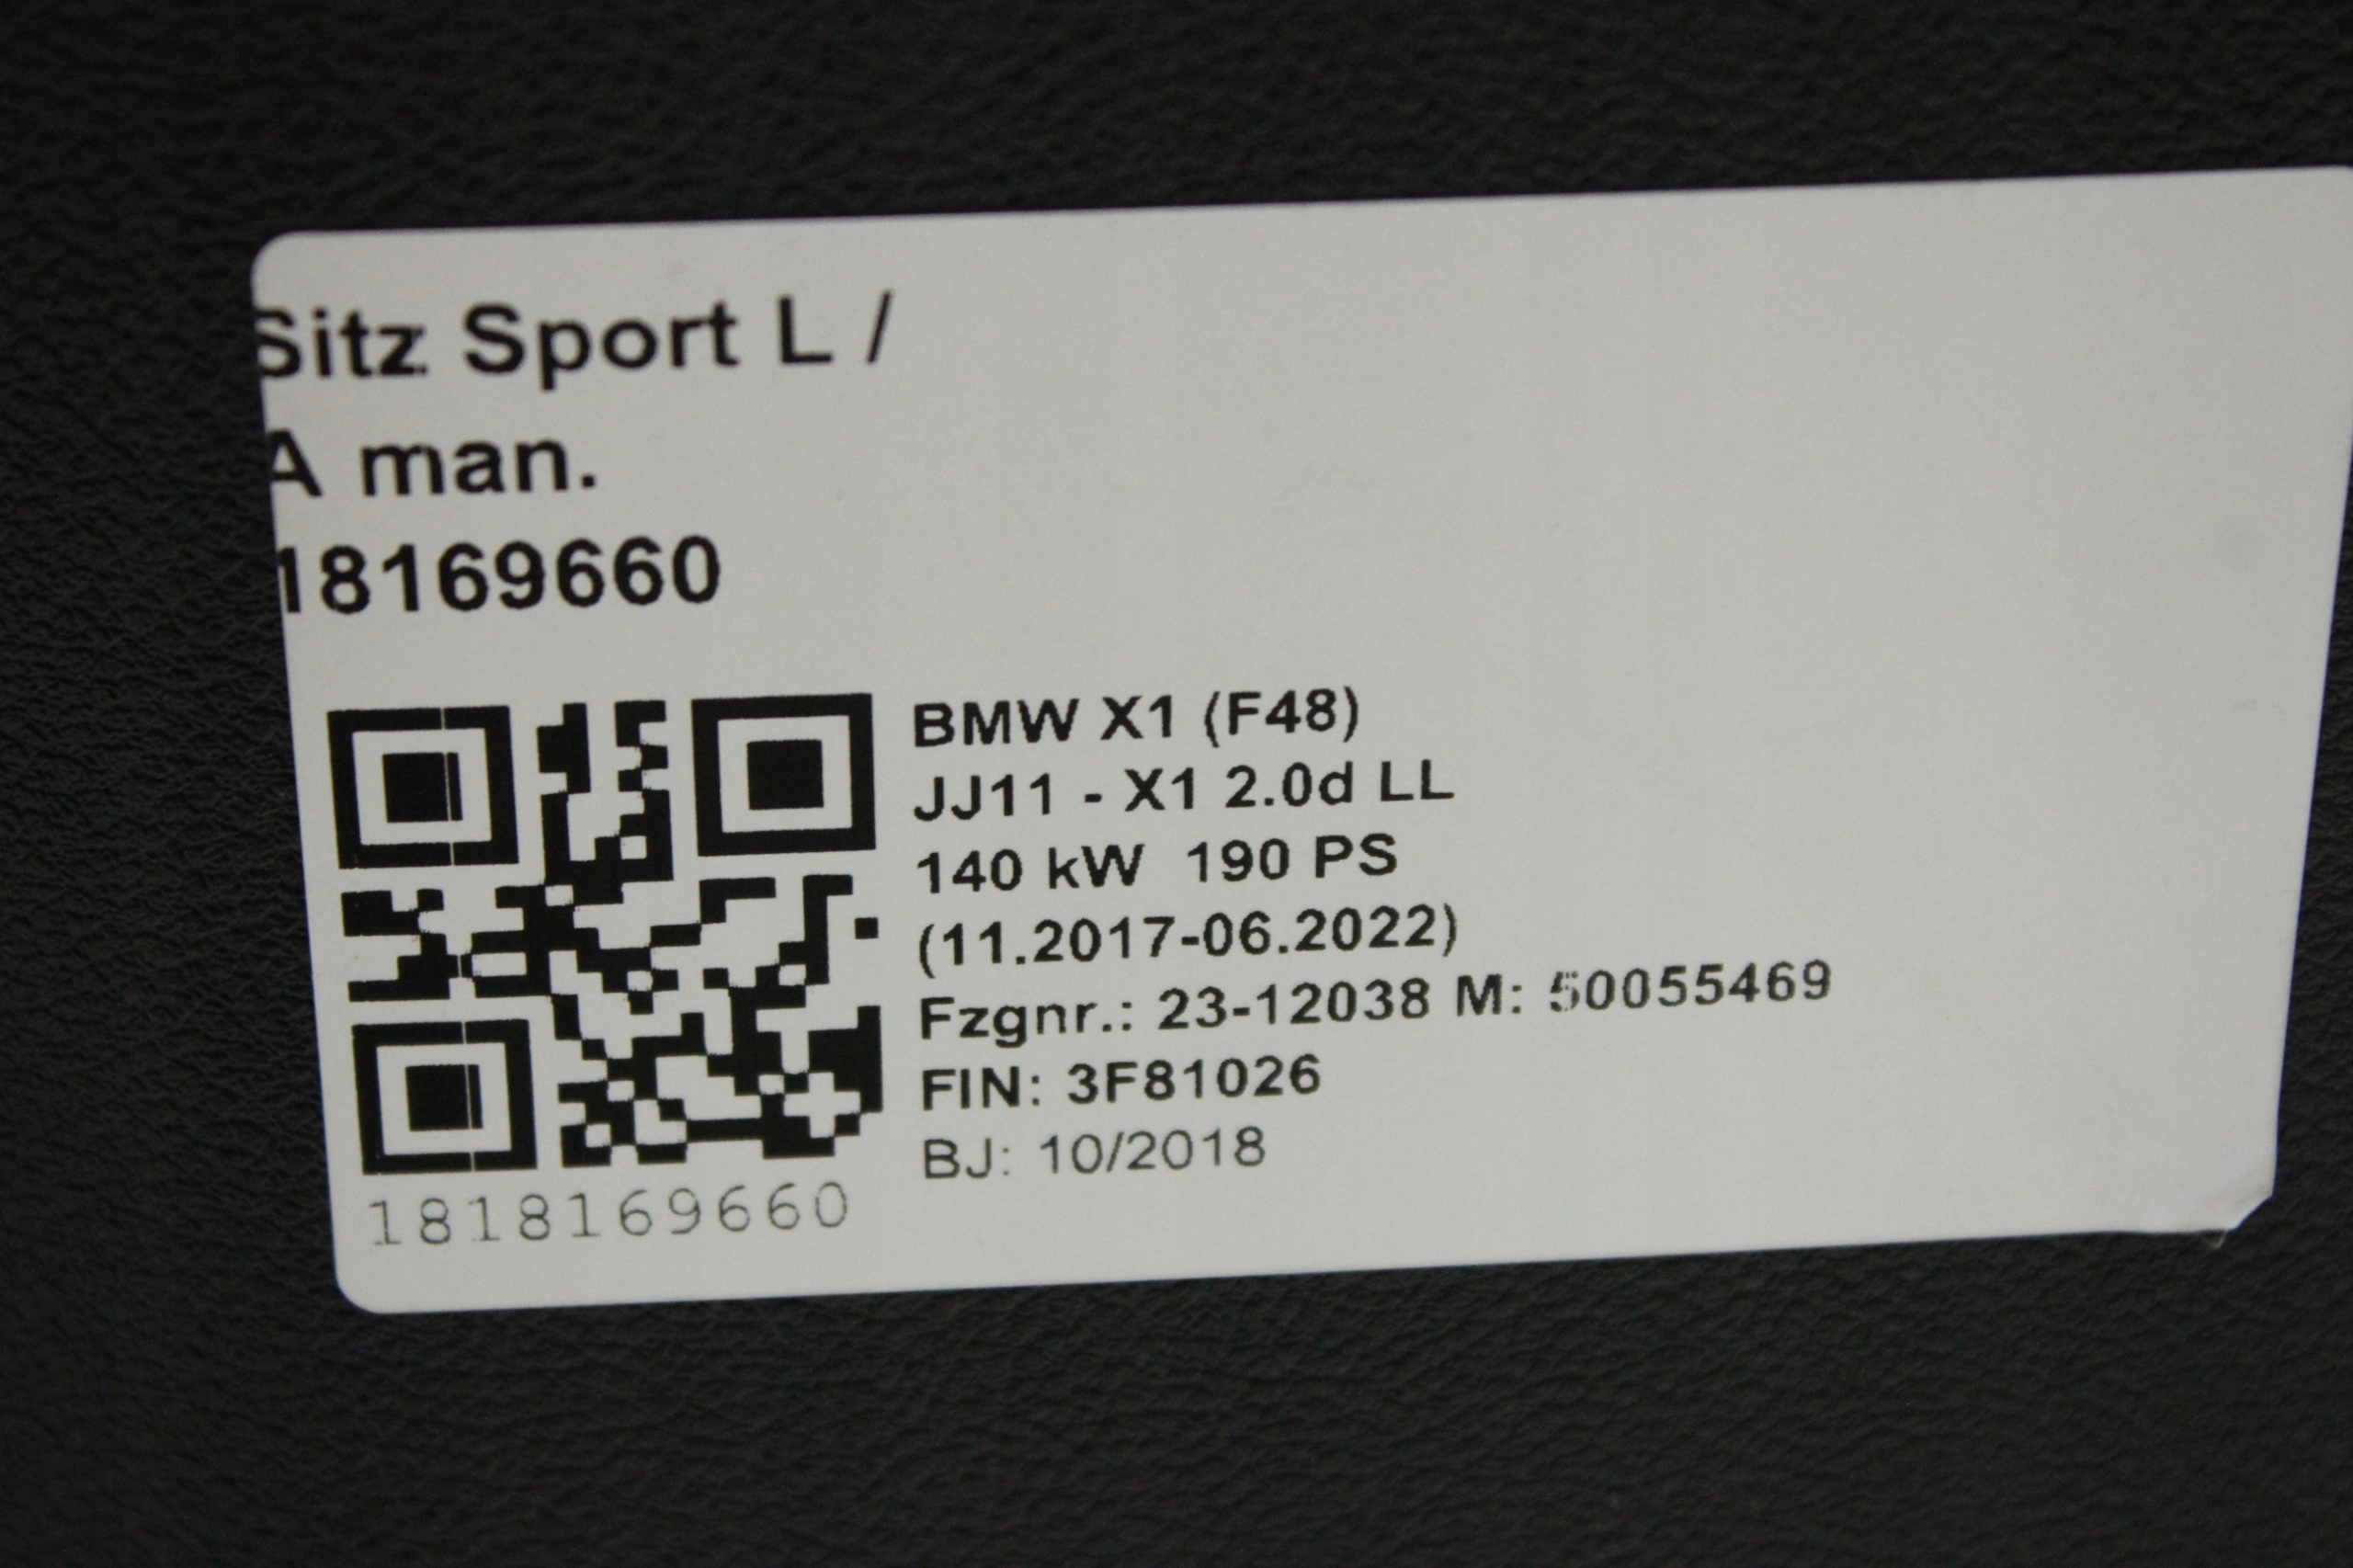 Sitz Sport L /
A man.
18169660
BMW X1 (F48)
JJ11 - X1 2.0d LL
140 kW 190 PS
(11.2017-06.2022)
Fzgnr.: 23-12038 M: 50055469
FIN: 3F81026
BJ: 10/2018
1818169660